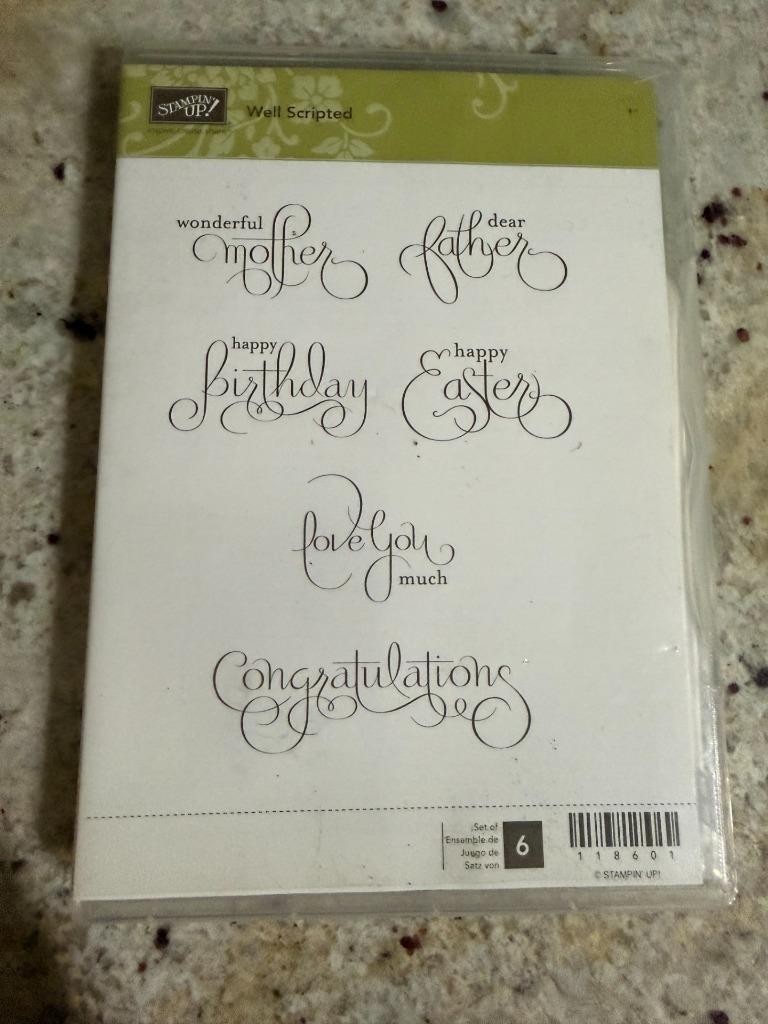 STAMPIN' UP!
Well Scripted
wonderful
mother
dear
father
happy
birthday
happy
Easter
love you
much
Congratulations
Set of
Ensemble de
Juego de
Satz von
6
118601
© STAMPIN' UP!